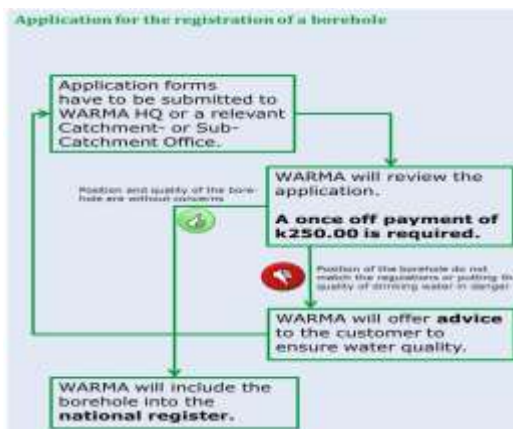 Application for the registration of a borehole
Application forms
have to be submitted to
WARMA HQ or a relevant
Catchment- or Sub-
Catchment Office.
WARMA will review the
application.
A once off payment of
k250.00 is required.
Position and quality of the bore-
hole are without concerns
Position of the borehole do not
match the regulations or putting the
quality of drinking water in danger
WARMA will offer advice
to the customer to
ensure water quality.
WARMA will include the
borehole into the
national register.